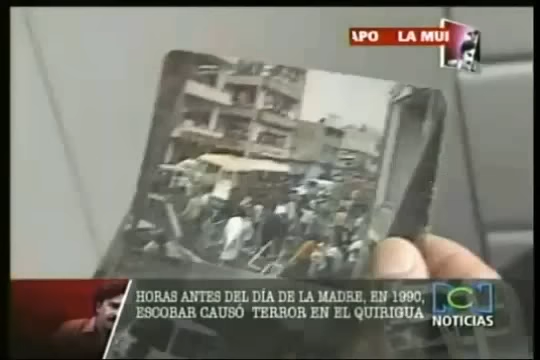 APO LA MUI
HORAS ANTES DEL DÍA DE LA MADRE, EN 1990,
ESCOBAR CAUSÓ TERROR EN EL QUIRIGUA
RCN
NOTICIAS